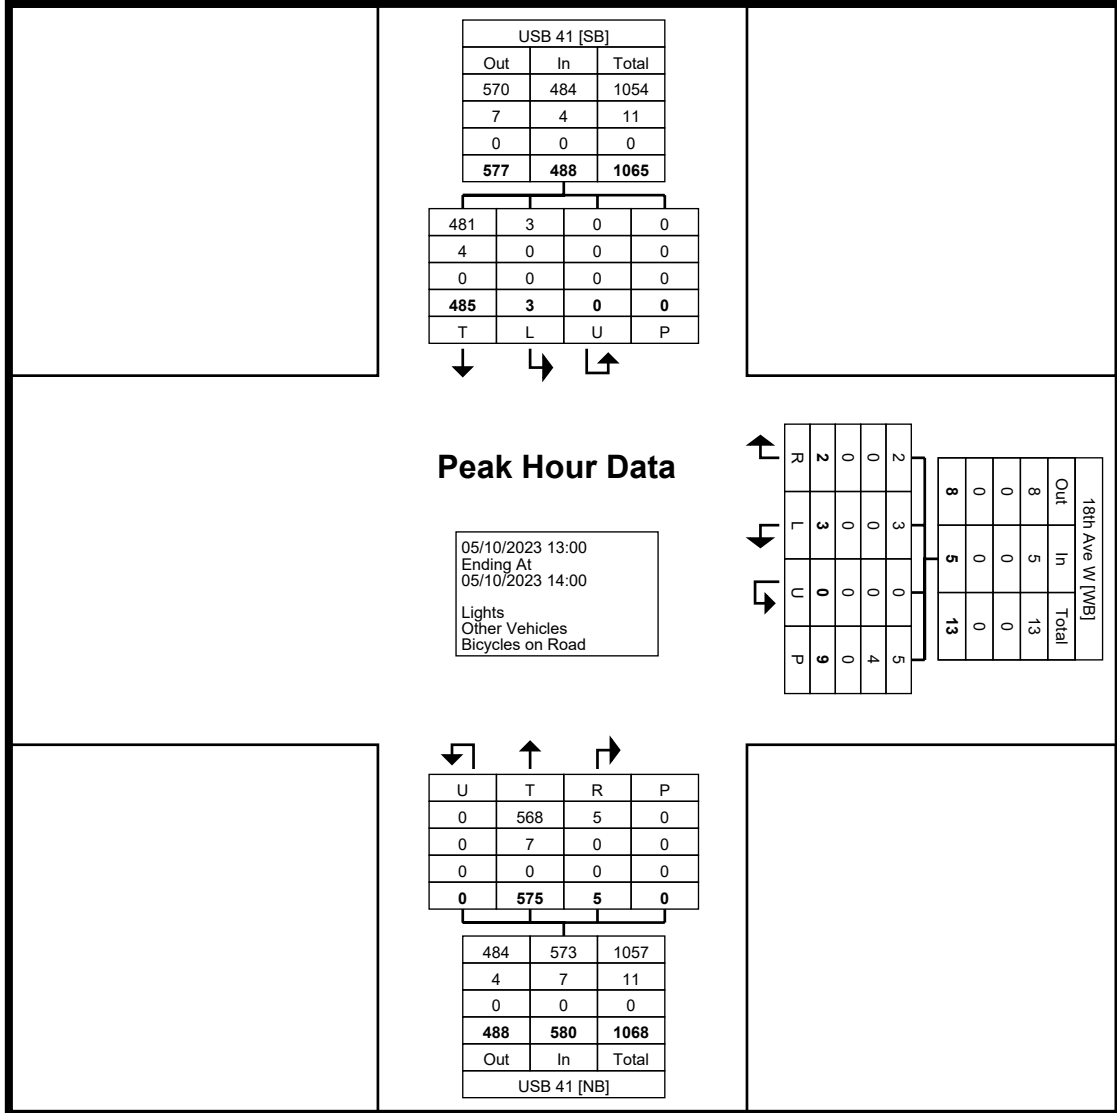 USB 41 [SB]
Out In Total
570 484 1054
7 4 11
0 0 0
577 488 1065
481 3 0 0
4 0 0 0
0 0 0 0
485 3 0 0
T L U P
Peak Hour Data
05/10/2023 13:00
Ending At
05/10/2023 14:00
Lights
Other Vehicles
Bicycles on Road
18th Ave W [WB]
Out In Total
8 5 13
0 0 0
0 0 0
8 5 13
2 3 0 5
0 0 0 4
0 0 0 0
2 3 0 9
R L U P
U T R P
0 568 5 0
0 7 0 0
0 0 0 0
0 575 5 0
484 573 1057
4 7 11
0 0 0
488 580 1068
Out In Total
USB 41 [NB]